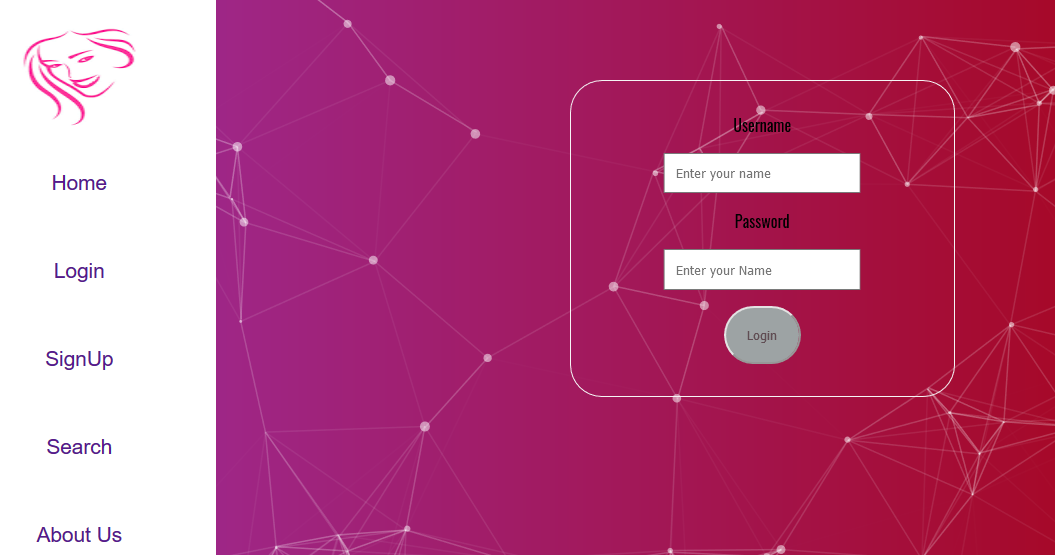 Home
Login
SignUp
Search
About Us
Username
Enter your name
Password
Enter your Name
Login